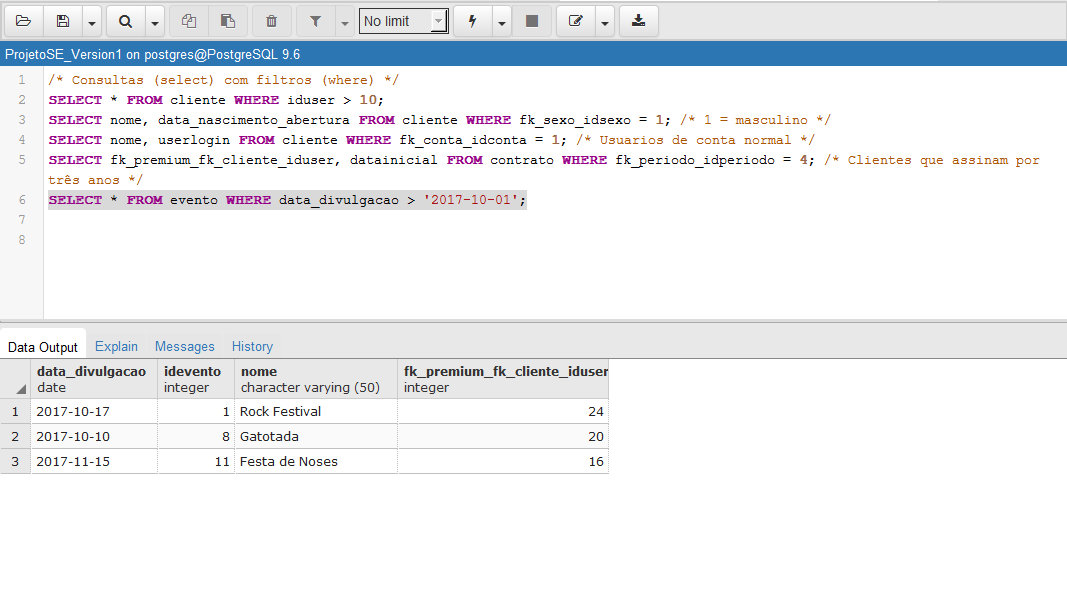 No limit
ProjetoSE_Version1 on postgres@PostgreSQL 9.6
1 /* Consultas (select) com filtros (where) */
2 SELECT * FROM cliente WHERE iduser > 10;
3 SELECT nome, data_nascimento_abertura FROM cliente WHERE fk_sexo_idsexo = 1; /* 1 = masculino */
4 SELECT nome, userlogin FROM cliente WHERE fk_conta_idconta = 1; /* Usuarios de conta normal */
5 SELECT fk_premium_fk_cliente_iduser, datainicial FROM contrato WHERE fk_periodo_idperiodo = 4; /* Clientes que assinam por
três anos */
6 SELECT * FROM evento WHERE data_divulgacao > '2017-10-01';
7
8
Data Output Explain Messages History
data_divulgacao idevento nome fk_premium_fk_cliente_iduser
date integer character varying (50) integer
1 2017-10-17 1 Rock Festival 24
2 2017-10-10 8 Gatotada 20
3 2017-11-15 11 Festa de Noses 16